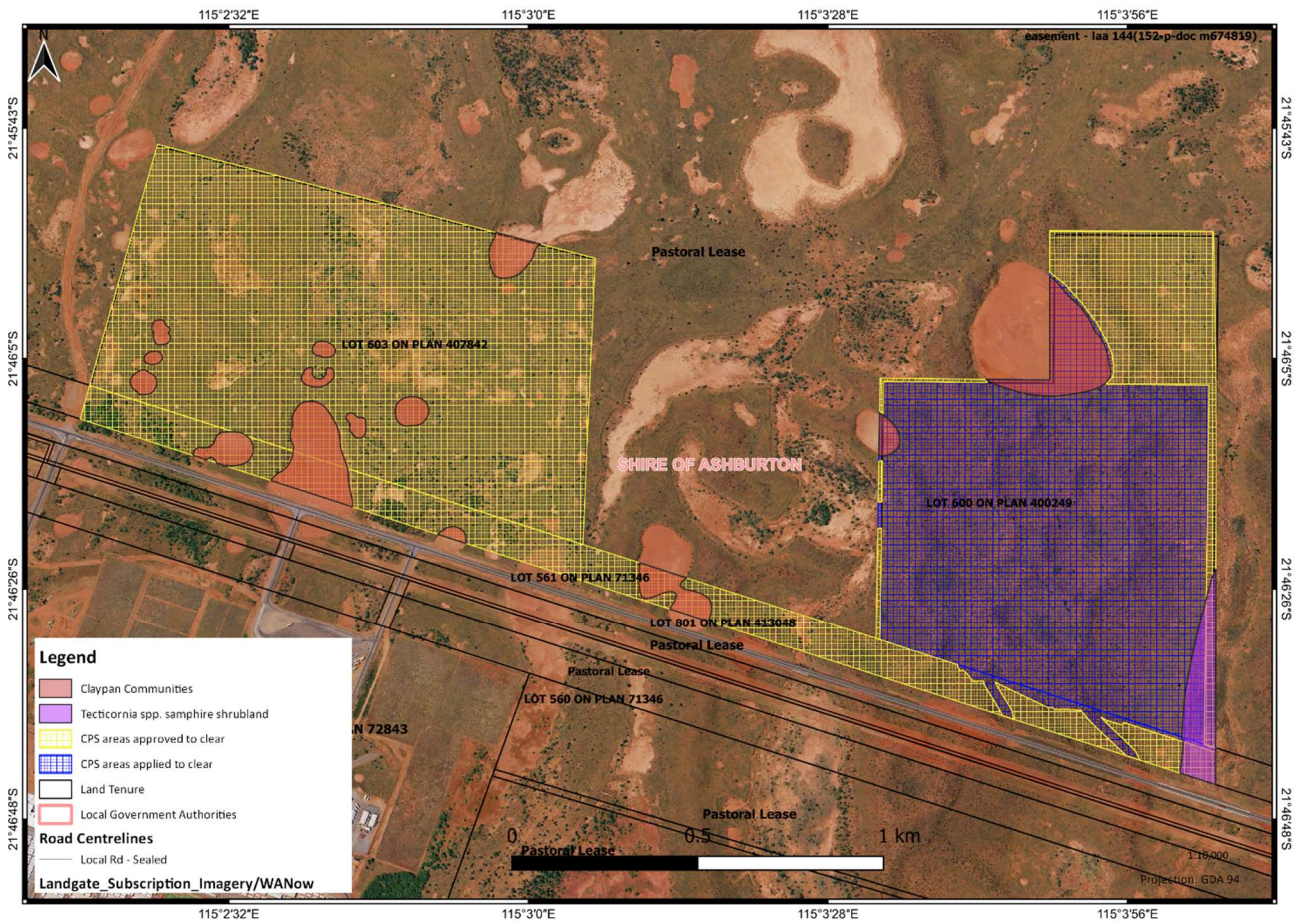 115°2'32"E 115°3'0"E 115°3'28"E 115°3'56"E
easement - laa 144(152-p-doc m674819)
N
21°45'43"S
21°45'43"S
Pastoral Lease
LOT 603 ON PLAN 407842
21°46'5"S
21°46'5"S
SHIRE OF ASHBURTON
LOT 600 ON PLAN 400249
LOT 561 ON PLAN 71346
21°46'26"S
21°46'26"S
LOT 801 ON PLAN 413048
Pastoral Lease
Pastoral Lease
LOT 560 ON PLAN 71346
AN 72843
Legend
Claypan Communities
Tecticornia spp. samphire shrubland
CPS areas approved to clear
CPS areas applied to clear
Land Tenure
Local Government Authorities
Road Centrelines
Local Rd - Sealed
Landgate_Subscription_Imagery/WANow
Pastoral Lease
21°46'48"S
21°46'48"S
0 0.5 1 km
Pastoral Lease
1:10,000
Projection: GDA 94
115°2'32"E 115°3'0"E 115°3'28"E 115°3'56"E